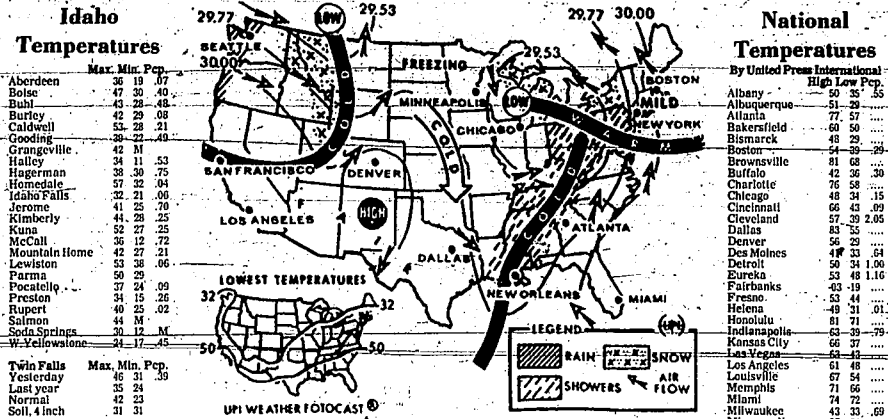 Idaho
Temperatures
Max. Min. Pcp.
Aberdeen 36 19 .07
Boise 47 30 .40
Buhl 43 28 .48
Burley 42 29 .08
Caldwell 53 28 .21
Gooding 39 22 .49
Grangeville 42 M
Hailey 34 11 .53
Hagerman 38 30 .75
Homedale 57 32 .04
Idaho Falls 32 21 .06
Jerome 41 25 .70
Kimberly 44 28 .25
Kuna 52 27 .25
McCall 36 12 .72
Mountain Home 42 27 .21
Lewiston 53 38 .06
Parma 50 29
Pocatello 37 24 .09
Preston 34 15 .26
Rupert 40 25 .02
Salmon 44 M
Soda Springs 30 12 M
W. Yellowstone 24 17 .45
Twin Falls Max. Min. Pcp.
Yesterday 46 31 .39
Last year 35 24
Normal 42 23
Soil, 4 inch 31 31
29.77
LOW
29.53
SEATTLE
30.00
COLD
FREEZING
MINNEAPOLIS
29.53
29.77 30.00
LOW
BOSTON
MILD
NEW YORK
WARM
CHICAGO
COLD
SAN FRANCISCO
DENVER
HIGH
LOS ANGELES
COLD
ATLANTA
DALLAS
NEW ORLEANS
MIAMI
LOWEST TEMPERATURES
32
32
50
50
UPI WEATHER FOTOCAST ®
LEGEND
(UPI)
RAIN
SNOW
SHOWERS
AIR
FLOW
National
Temperatures
By United Press International
High Low Pcp.
Albany 50 35 .55
Albuquerque 51 29 ....
Atlanta 77 57 ....
Bakersfield 60 50 ....
Bismarck 48 29 ....
Boston 54 39 .29
Brownsville 81 68 ....
Buffalo 42 36 .30
Charlotte 76 58 ....
Chicago 48 34 .15
Cincinnati 66 43 .09
Cleveland 57 39 2.05
Dallas 83 55 ....
Denver 56 29 ....
Des Moines 41 33 .64
Detroit 50 34 1.00
Eureka 53 48 1.16
Fairbanks -03 -19 ....
Fresno 53 44 ....
Helena 49 31 .01
Honolulu 81 71 ....
Indianapolis 63 39 .79
Kansas City 66 37 ....
Las Vegas 63 43 ....
Los Angeles 61 48 ....
Louisville 67 54 ....
Memphis 71 66 ....
Miami 74 72 ....
Milwaukee 43 33 .65